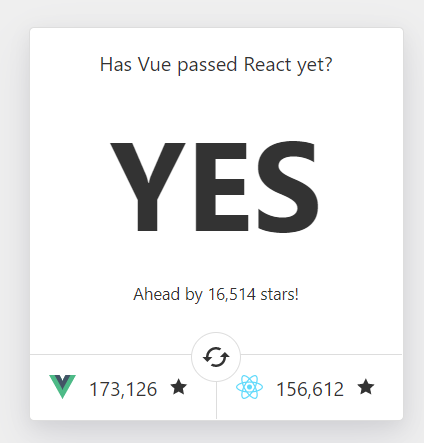 Has Vue passed React yet?
YES
Ahead by 16,514 stars!
173,126
156,612